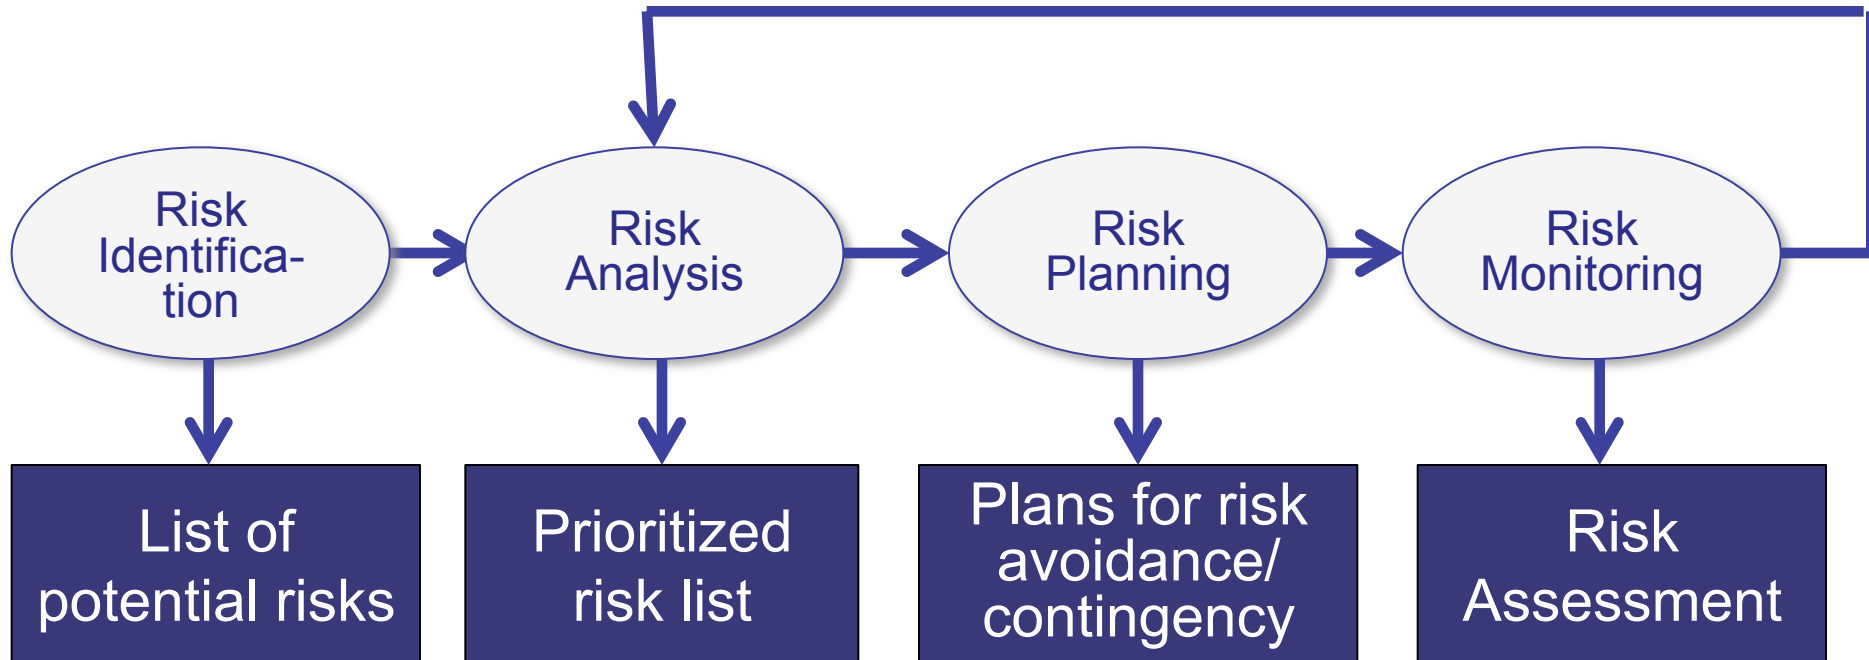 Risk
Identifica-
tion
Risk
Analysis
Risk
Planning
Risk
Monitoring
List of
potential risks
Prioritized
risk list
Plans for risk
avoidance/
contingency
Risk
Assessment